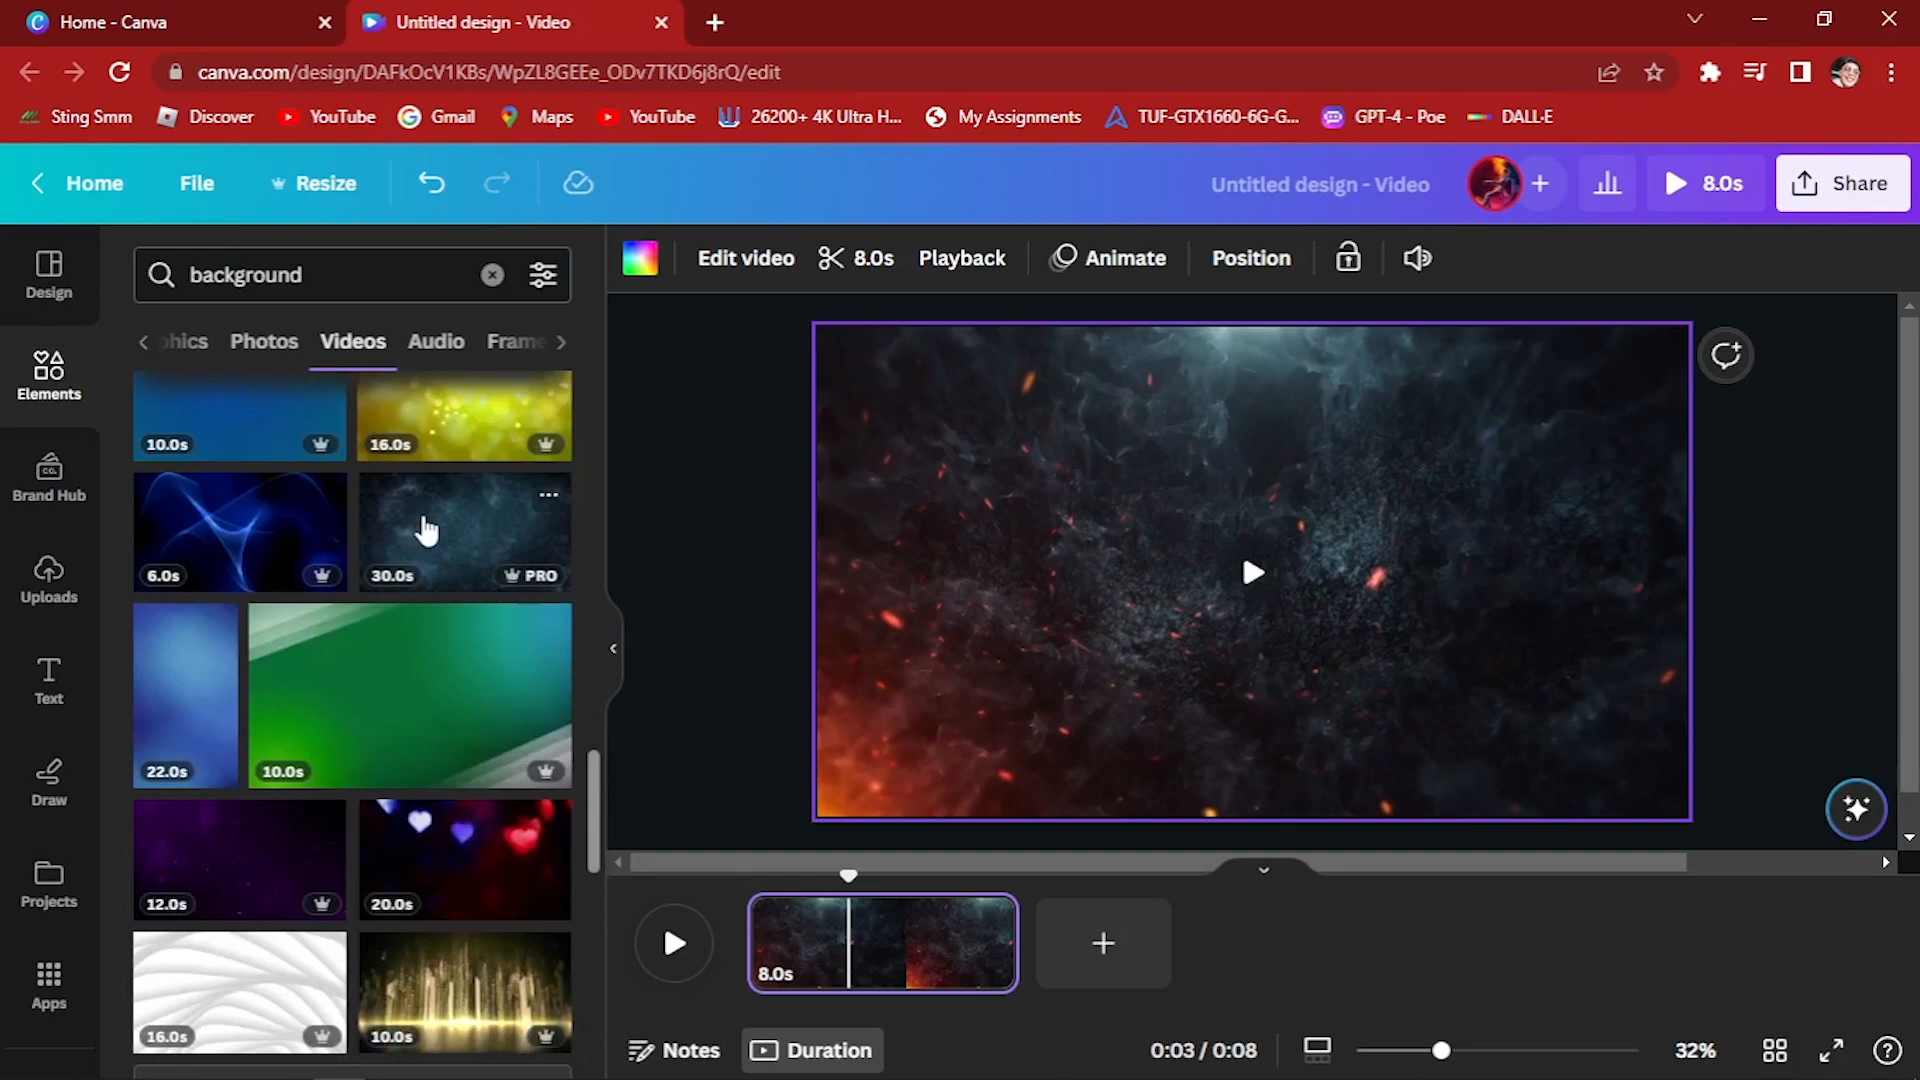 Home - Canva
Untitled design - Video
canva.com/design/DAFkOcV1KBs/WpZL8GEEe_ODv7TKD6j8rQ/edit
Sting Smm
Discover
YouTube
Gmail
Maps
YouTube
26200+ 4K Ultra H...
My Assignments
TUF-GTX1660-6G-G...
GPT-4 - Poe
DALL·E
Home
File
Resize
Untitled design - Video
8.0s
Share
Design
Elements
Brand Hub
Uploads
Text
Draw
Projects
Apps
background
phics
Photos
Videos
Audio
Frame
10.0s
16.0s
6.0s
30.0s
PRO
22.0s
10.0s
12.0s
20.0s
16.0s
10.0s
Edit video
8.0s
Playback
Animate
Position
8.0s
Notes
Duration
0:03 / 0:08
32%